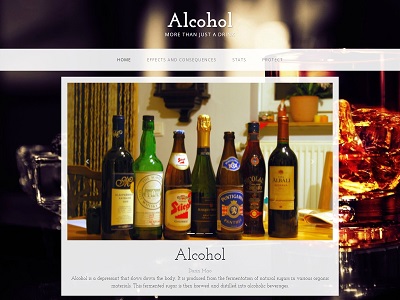 Alcohol
MORE THAN JUST A DRINK
HOME EFFECTS AND CONSEQUENCES STATS PROTECT
Alcohol
Alcohol is a depressant that slows down the body. It is produced from the fermentation of natural sugars in various organic
materials. This fermented sugar is then brewed and distilled into alcoholic beverages.